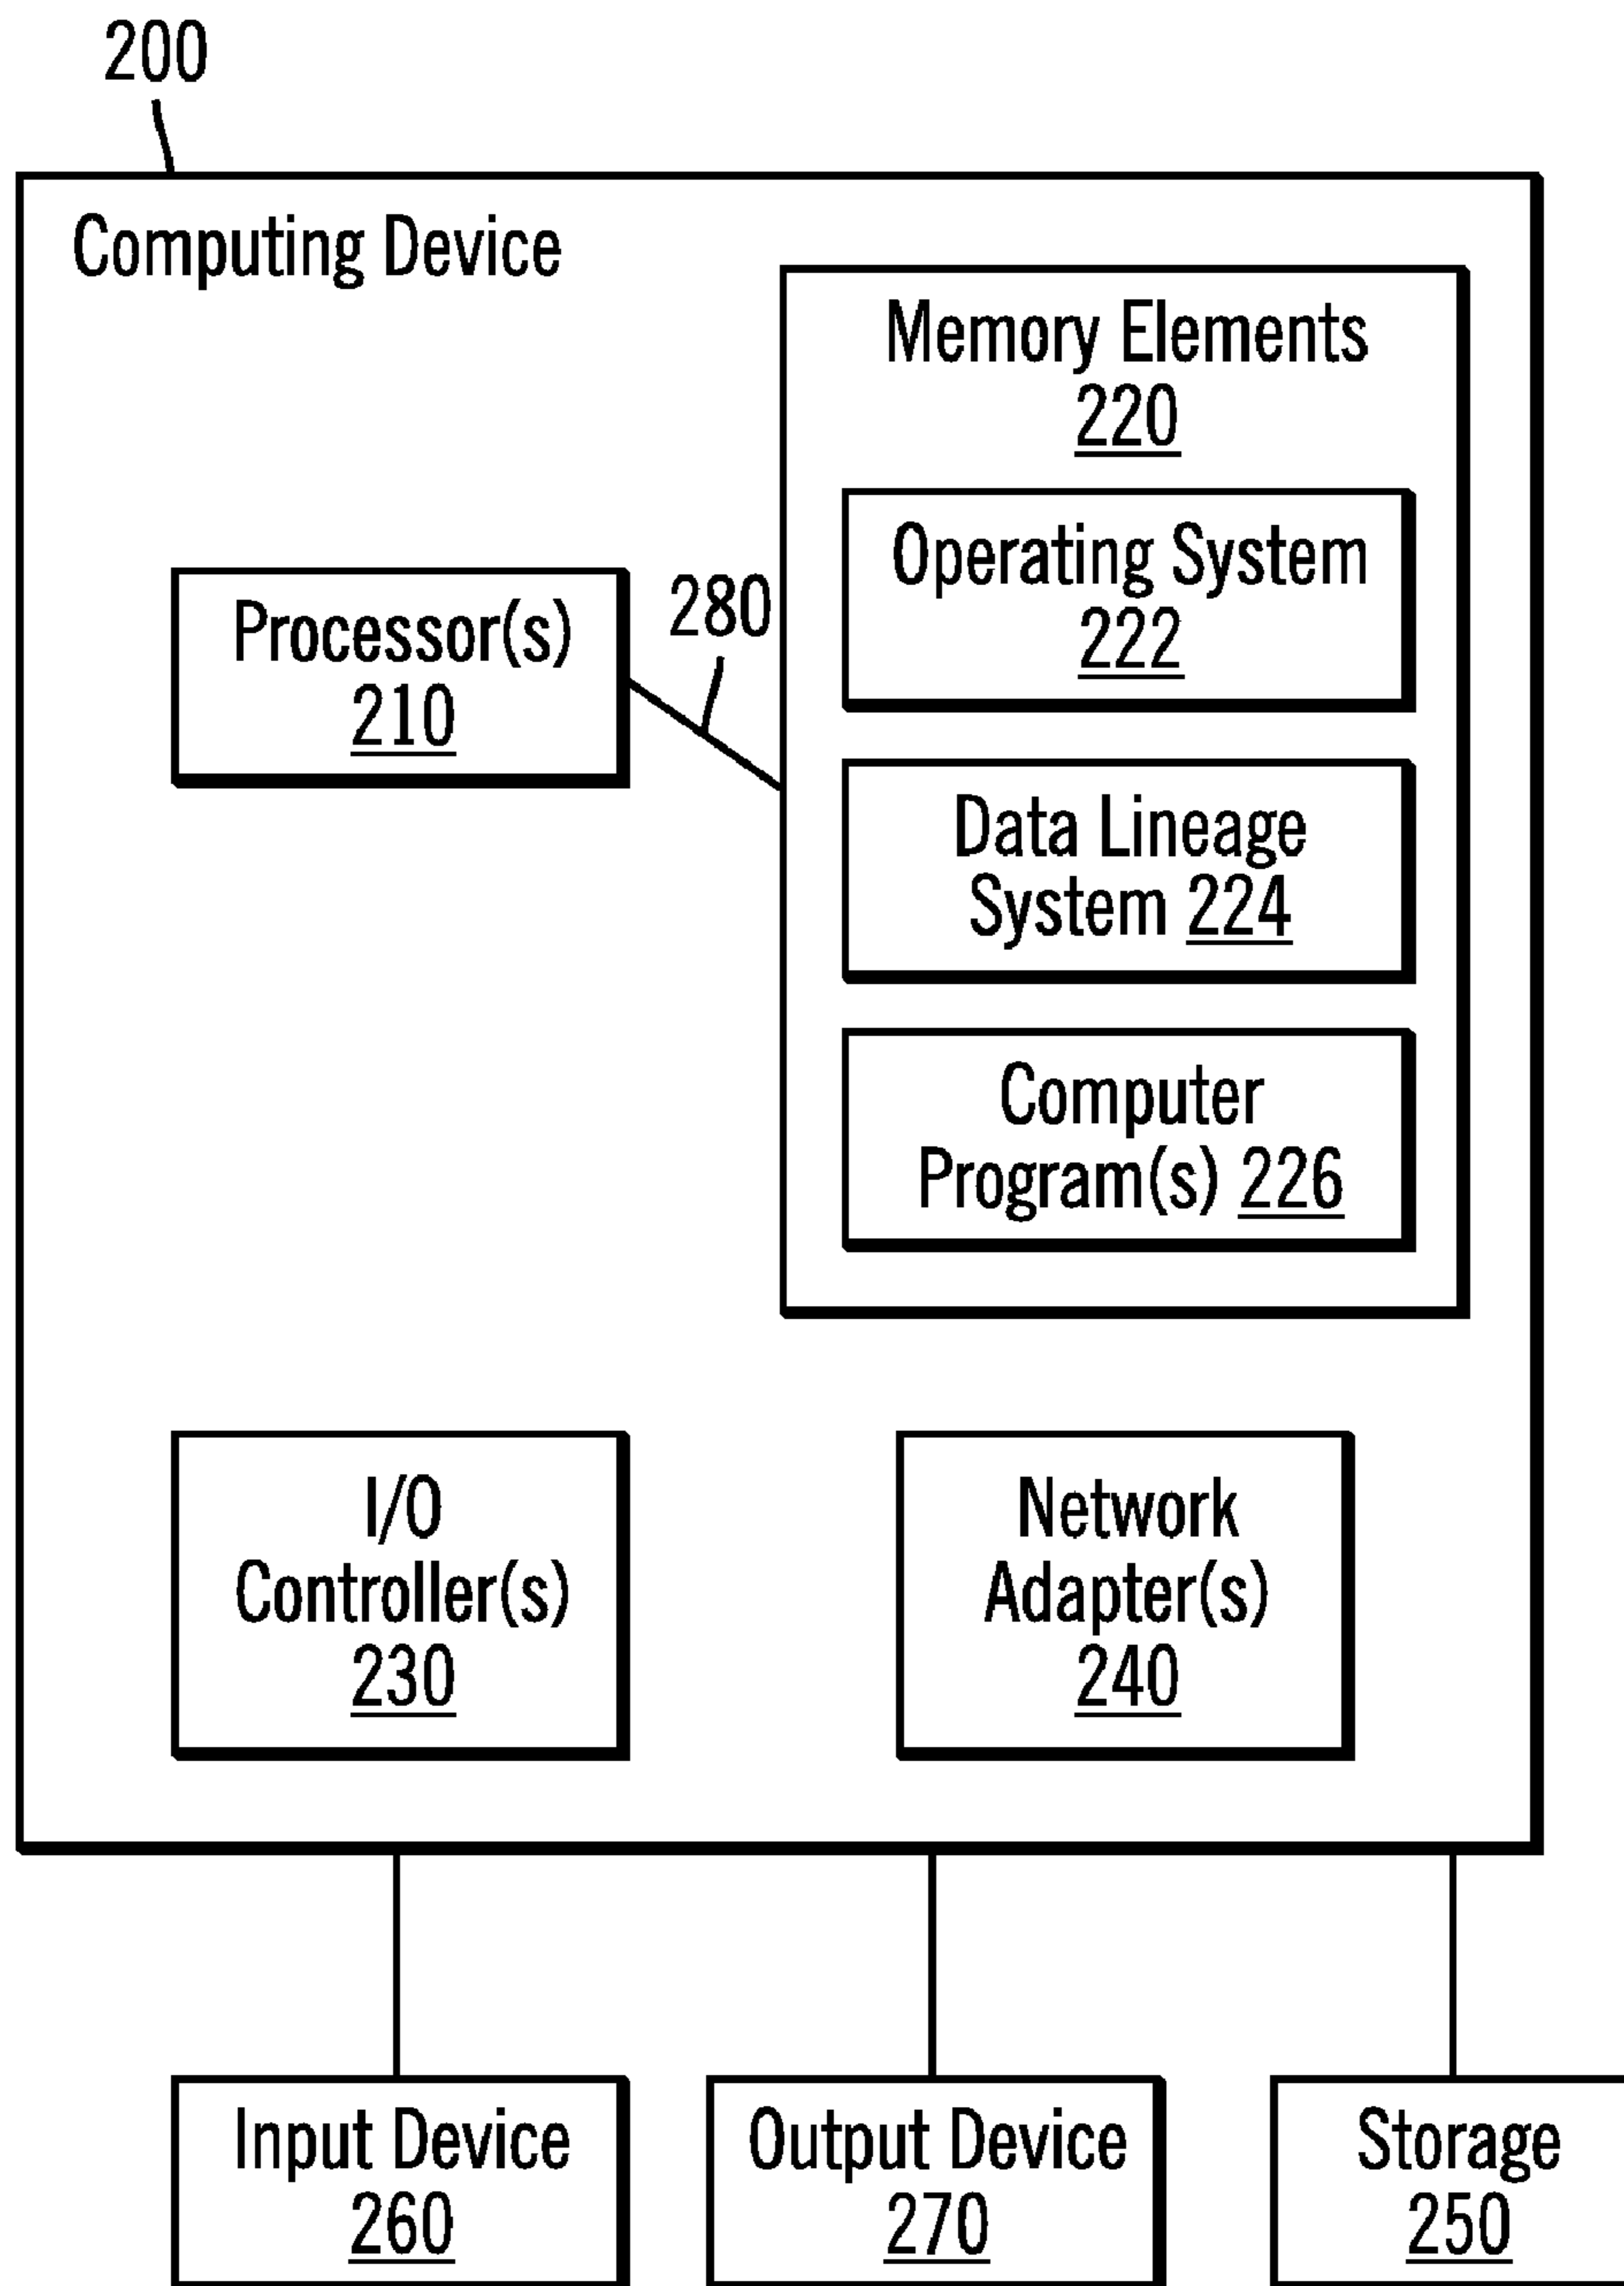 200
Computing Device
Memory Elements
220
Operating System
222
280
Processor(s)
210
Data Lineage
System 224
Computer
Program(s) 226
I/O
Controller(s)
230
Network
Adapter(s)
240
Input Device
260
Output Device
270
Storage
250